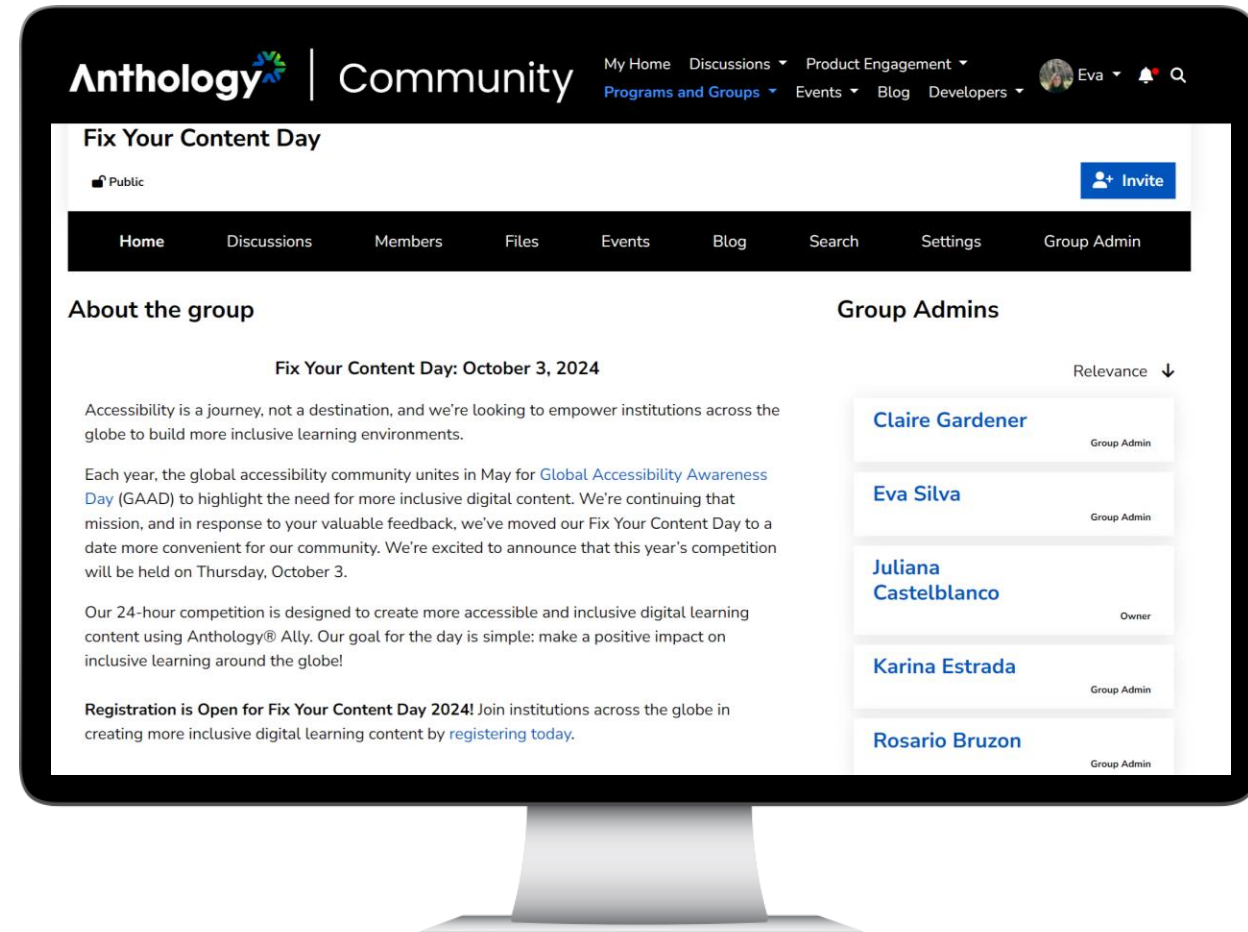 Anthology | Community
My Home Discussions Product Engagement
Programs and Groups Events Blog Developers
Eva
Fix Your Content Day
Public
Invite
Home Discussions Members Files Events Blog Search Settings Group Admin
About the group
Fix Your Content Day: October 3, 2024
Accessibility is a journey, not a destination, and we're looking to empower institutions across the
globe to build more inclusive learning environments.
Each year, the global accessibility community unites in May for Global Accessibility Awareness
Day (GAAD) to highlight the need for more inclusive digital content. We're continuing that
mission, and in response to your valuable feedback, we've moved our Fix Your Content Day to a
date more convenient for our community. We're excited to announce that this year's competition
will be held on Thursday, October 3.
Our 24-hour competition is designed to create more accessible and inclusive digital learning
content using Anthology® Ally. Our goal for the day is simple: make a positive impact on
inclusive learning around the globe!
Registration is Open for Fix Your Content Day 2024! Join institutions across the globe in
creating more inclusive digital learning content by registering today.
Group Admins
Relevance
Claire Gardener
Group Admin
Eva Silva
Group Admin
Juliana
Castelblanco
Owner
Karina Estrada
Group Admin
Rosario Bruzon
Group Admin